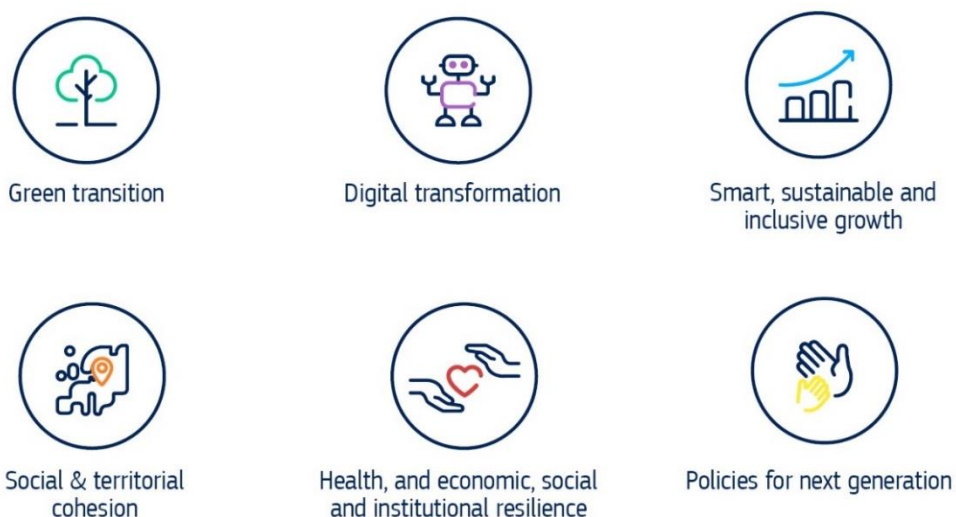 Green transition
Digital transformation
Smart, sustainable and
inclusive growth
Social & territorial
cohesion
Health, and economic, social
and institutional resilience
Policies for next generation